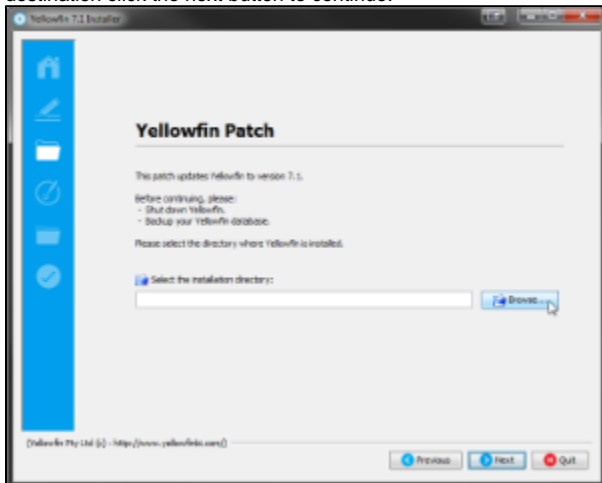 destination click the next button to continue.
Yellowfin 7.1 Installer
Yellowfin Patch
This patch updates Yellowfin to version 7.1.
Before continuing, please:
- Shut down Yellowfin.
- Backup your Yellowfin database.
Please select the directory where Yellowfin is installed.
Select the installation directory:
Browse...
(Yellowfin Pty Ltd (c) - http://www.yellowfinbi.com/)
Previous
Next
Quit